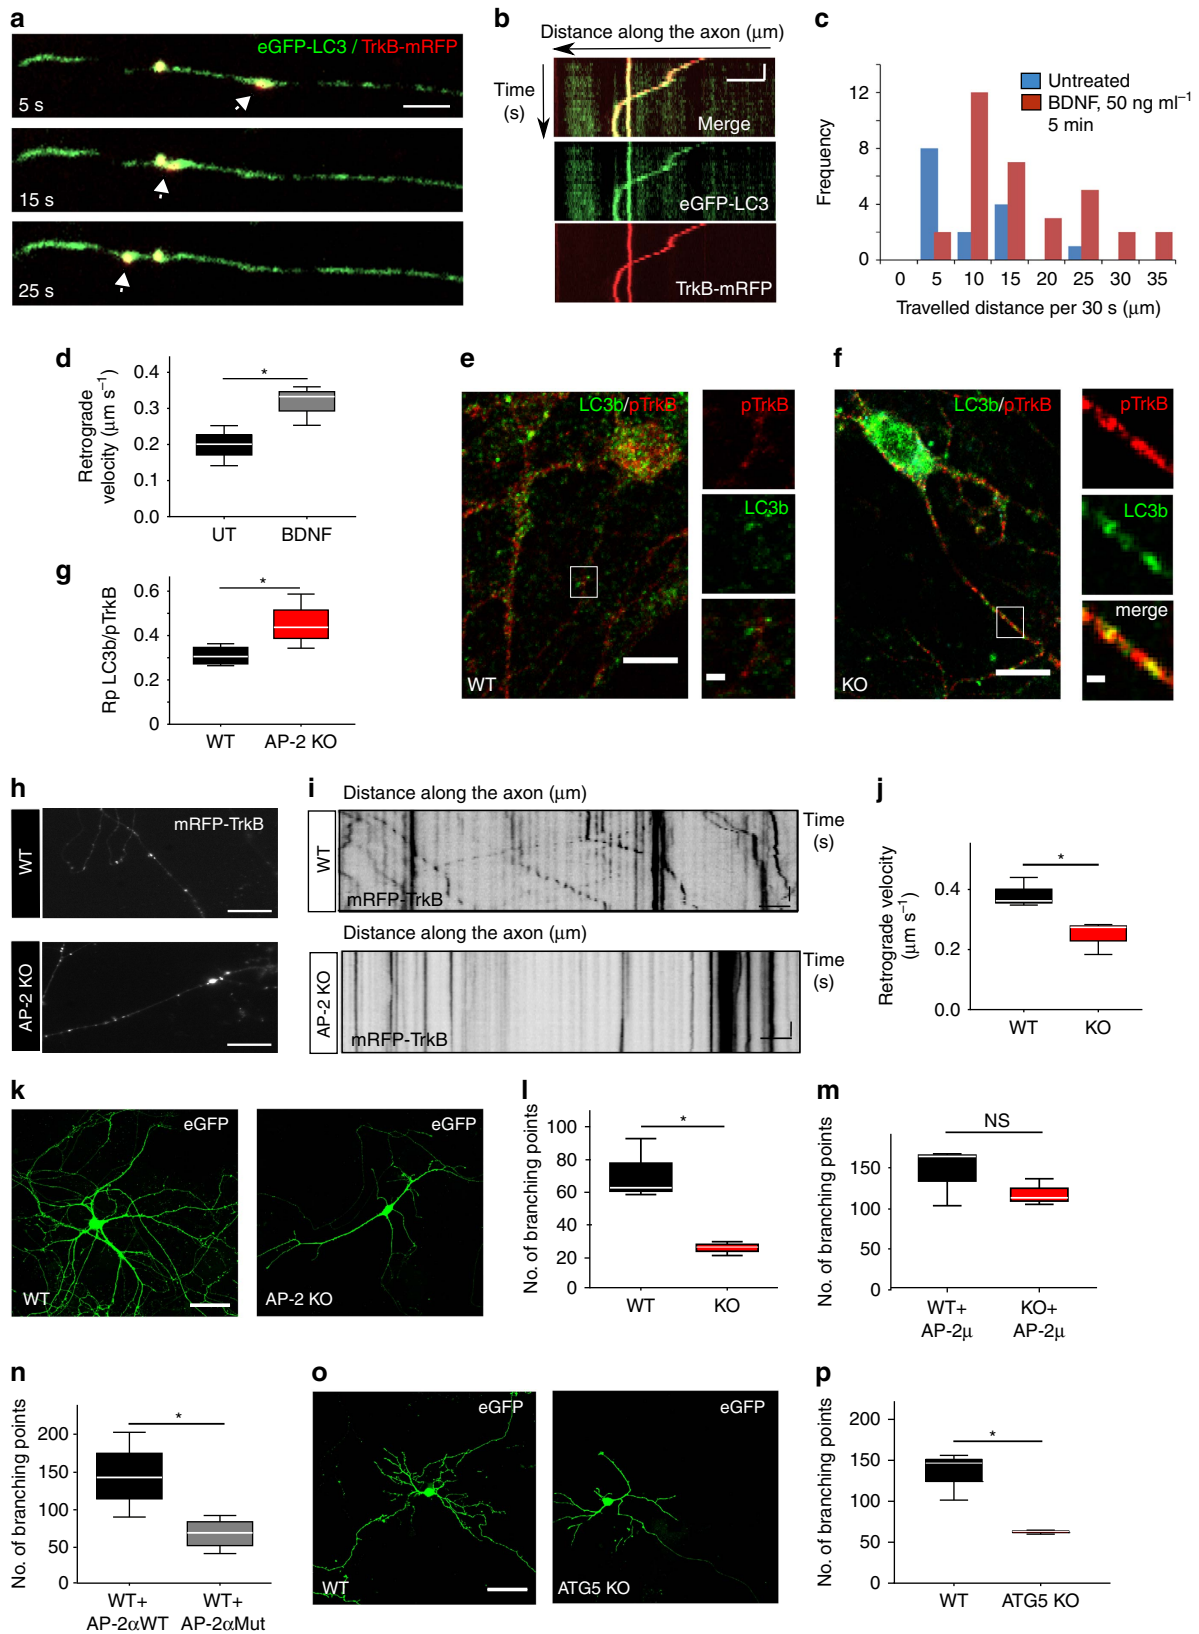 a
eGFP-LC3 / TrkB-mRFP
5 s
15 s
25 s
b
Distance along the axon (μm)
Time
(s)
Merge
eGFP-LC3
TrkB-mRFP
c
Untreated
BDNF, 50 ng ml⁻¹
5 min
Frequency
12
8
4
0
0 5 10 15 20 25 30 35
Travelled distance per 30 s (μm)
d
Retrograde
velocity (μm s⁻¹)
0.4
0.3
0.2
0.1
0.0
*
UT BDNF
e
LC3b/pTrkB
WT
pTrkB
LC3b
f
LC3b/pTrkB
KO
pTrkB
LC3b
merge
g
Rp LC3b/pTrkB
0.6
0.4
0.2
0
*
WT AP-2 KO
h
WT
mRFP-TrkB
AP-2 KO
i
Distance along the axon (μm)
WT
mRFP-TrkB
Time
(s)
Distance along the axon (μm)
AP-2 KO
mRFP-TrkB
Time
(s)
j
Retrograde velocity
(μm s⁻¹)
0.4
0.2
0.0
*
WT KO
k
eGFP
WT
eGFP
AP-2 KO
l
No. of branching points
100
80
60
40
20
0
*
WT KO
m
No. of branching points
150
100
50
0
NS
WT+ KO+
AP-2μ AP-2μ
n
No. of branching points
200
150
100
50
0
*
WT+ WT+
AP-2αWT AP-2αMut
o
eGFP
WT
eGFP
ATG5 KO
p
No. of branching points
200
150
100
50
0
*
WT ATG5 KO